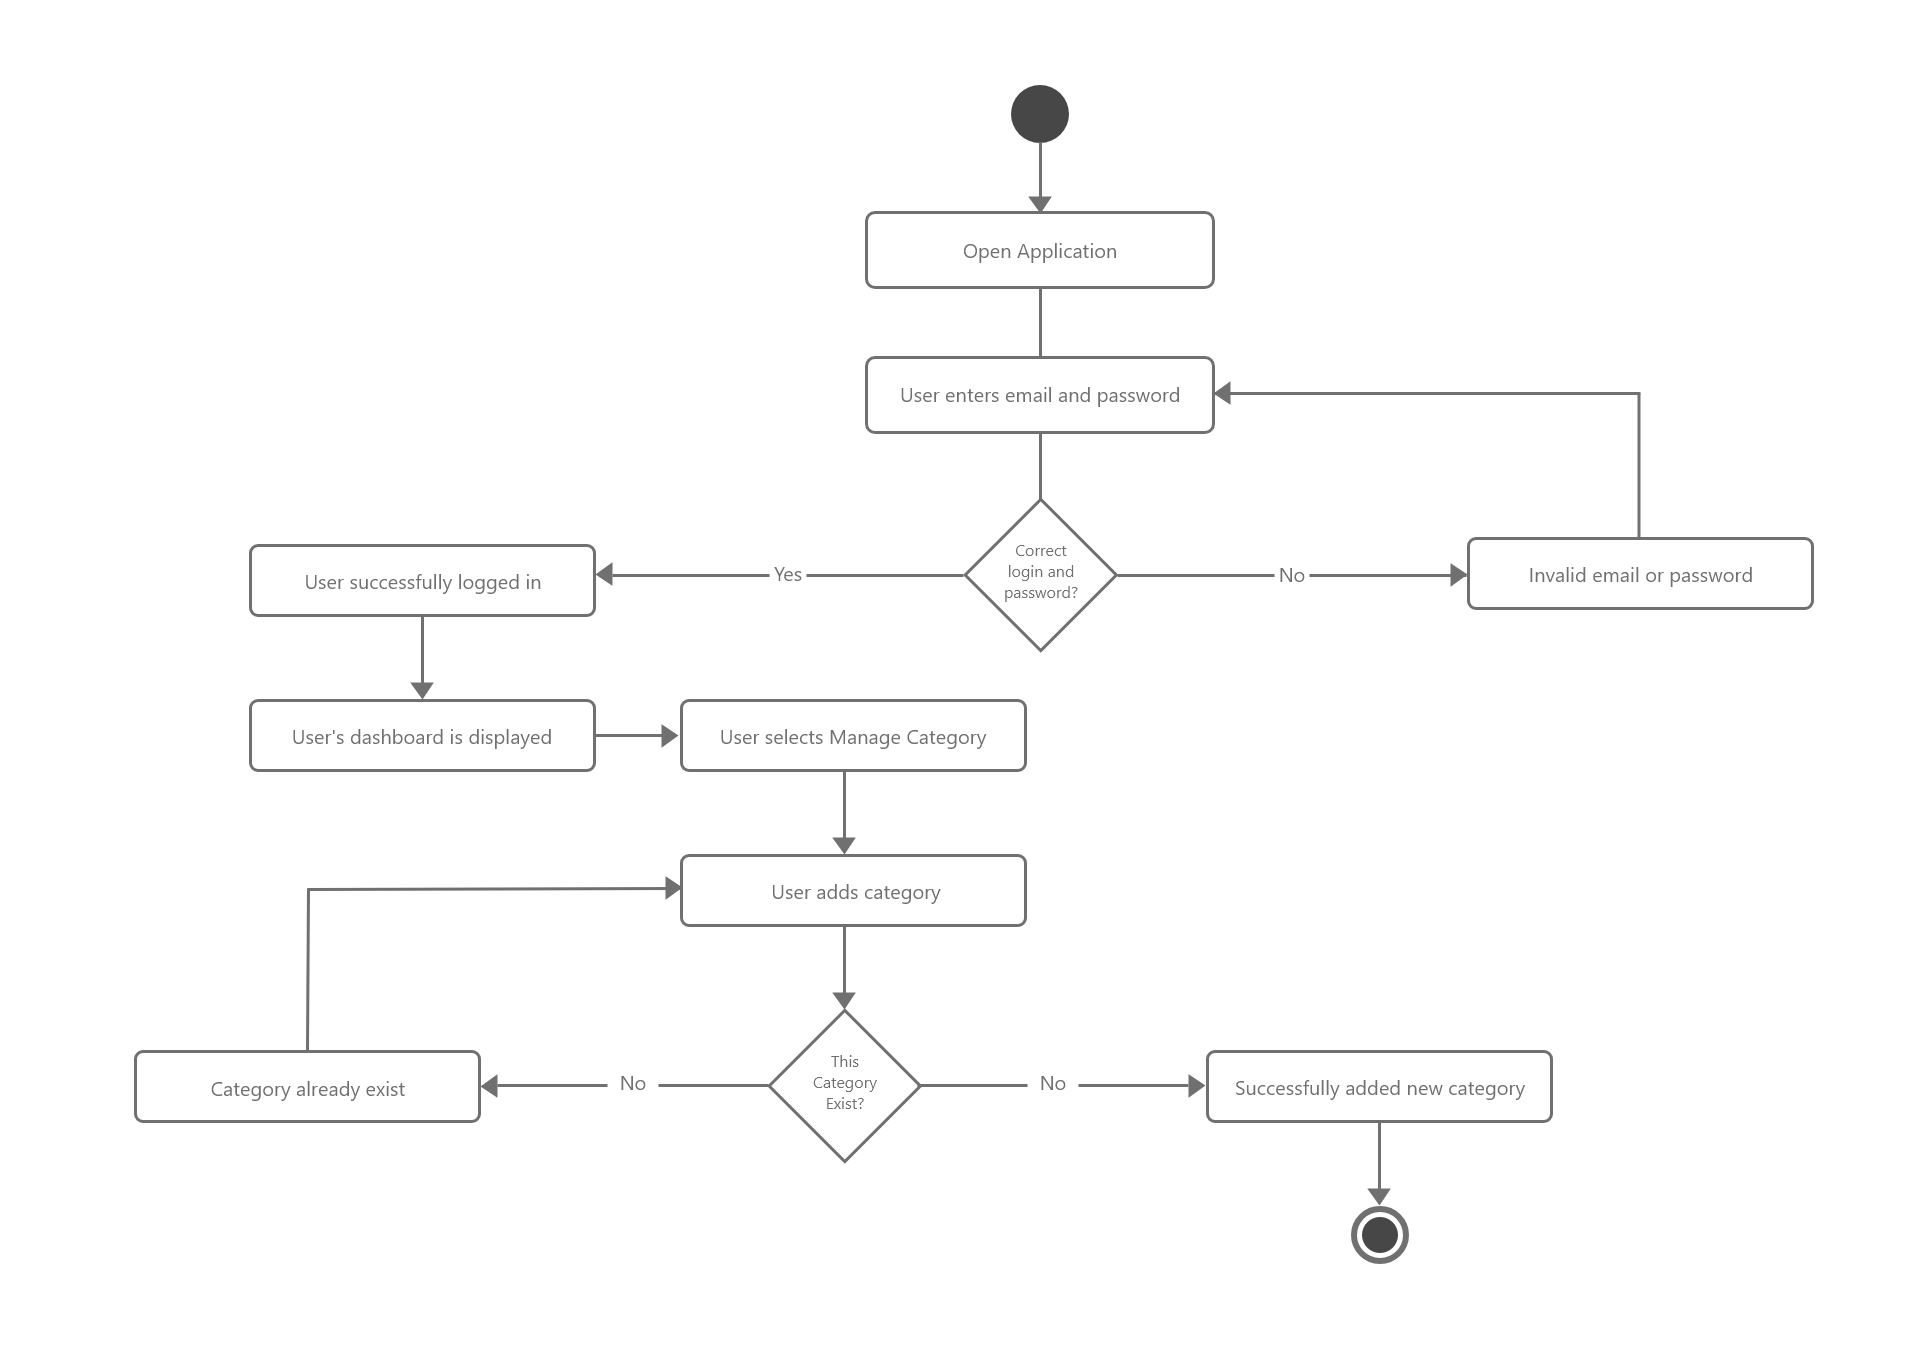 Open Application
User enters email and password
Correct
login and
password?
Yes
No
User successfully logged in
Invalid email or password
User's dashboard is displayed
User selects Manage Category
User adds category
This
Category
Exist?
No
No
Category already exist
Successfully added new category